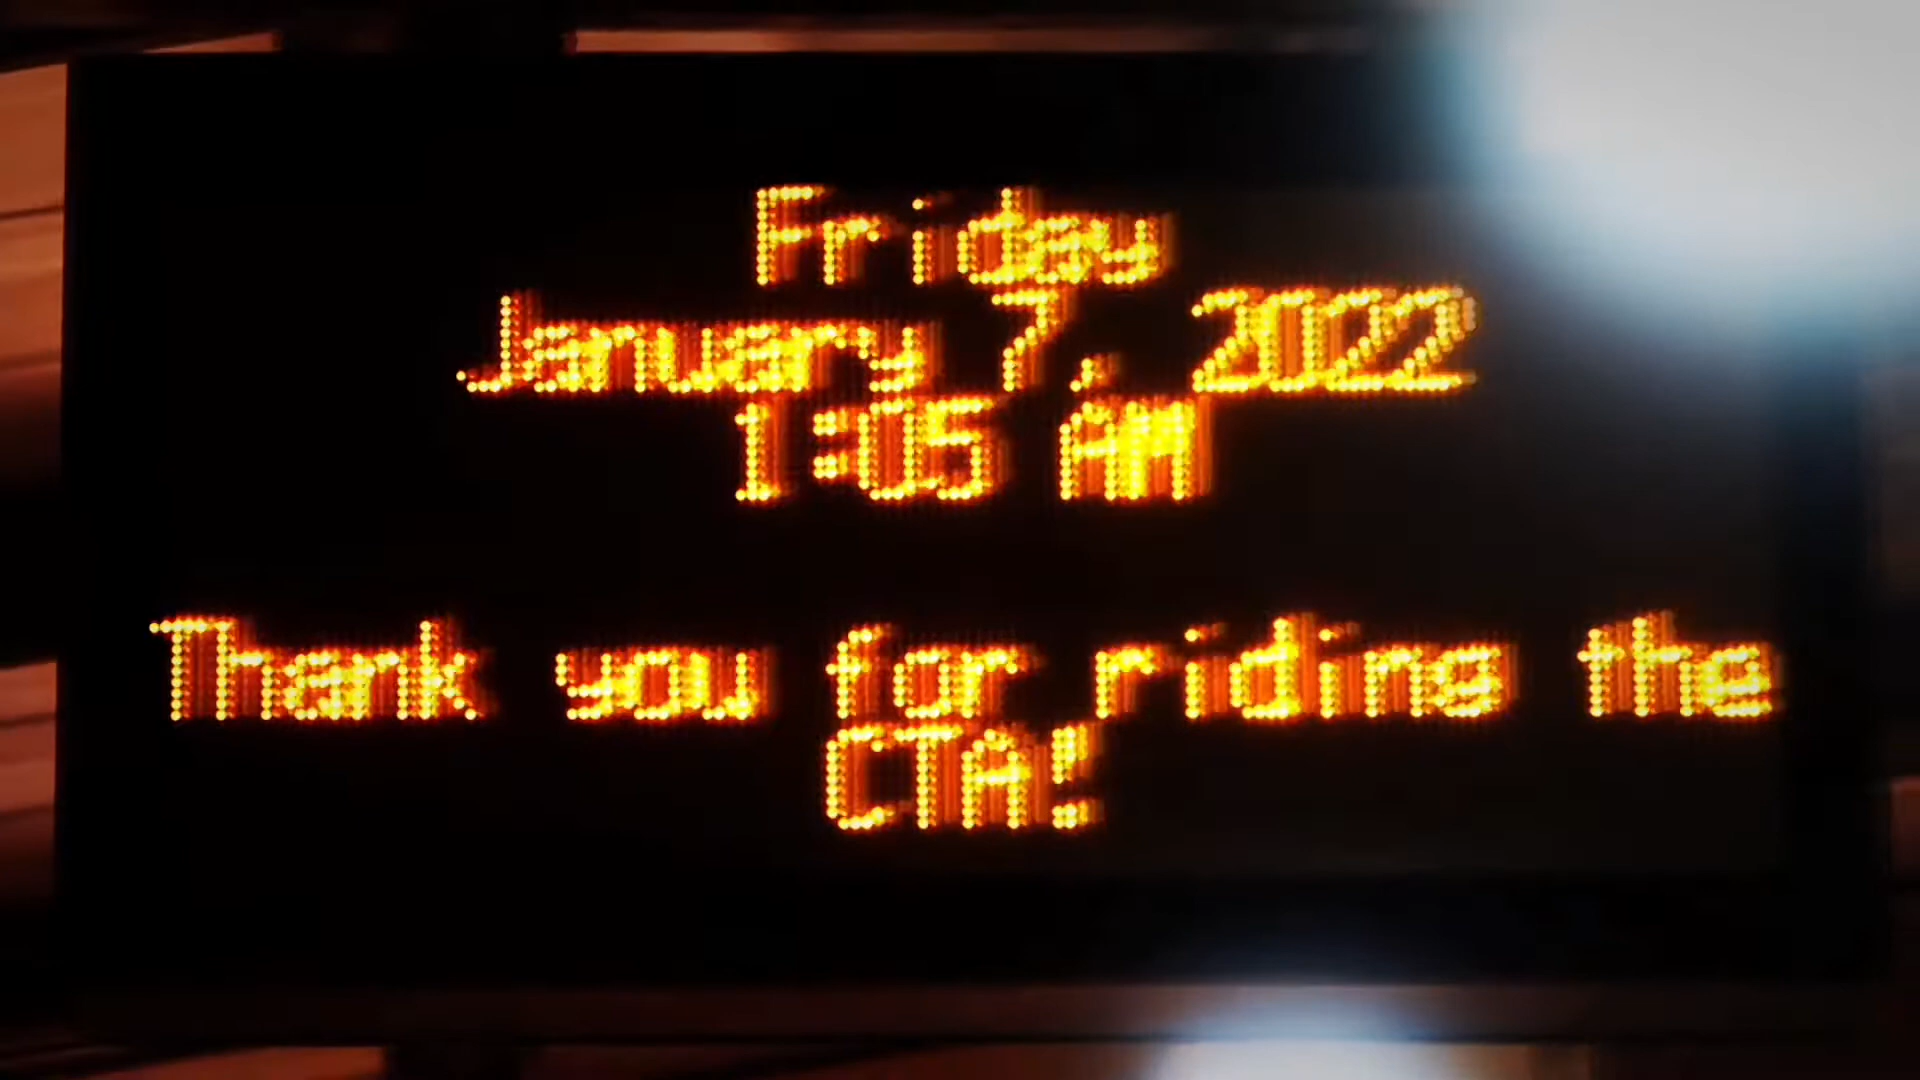 Friday
January 7, 2022
1:05 AM
Thank you for riding the
CTA!